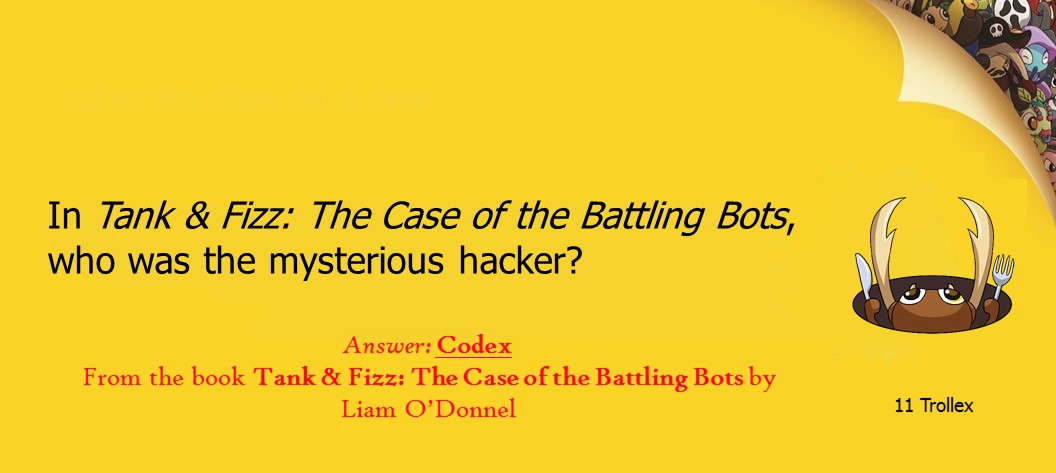 In Tank & Fizz: The Case of the Battling Bots,
who was the mysterious hacker?
Answer: Codex
From the book Tank & Fizz: The Case of the Battling Bots by
Liam O’Donnel
11 Trollex